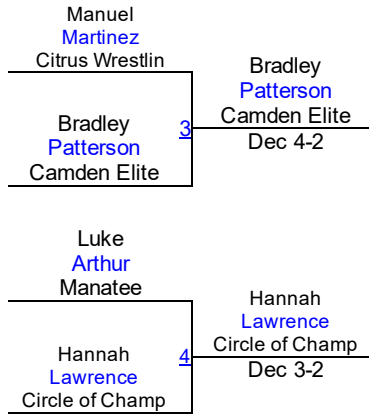 Manuel
Martinez
Citrus Wrestlin
Bradley
Patterson
Camden Elite
3
Bradley
Patterson
Camden Elite
Dec 4-2
Luke
Arthur
Manatee
Hannah
Lawrence
Circle of Champ
4
Hannah
Lawrence
Circle of Champ
Dec 3-2